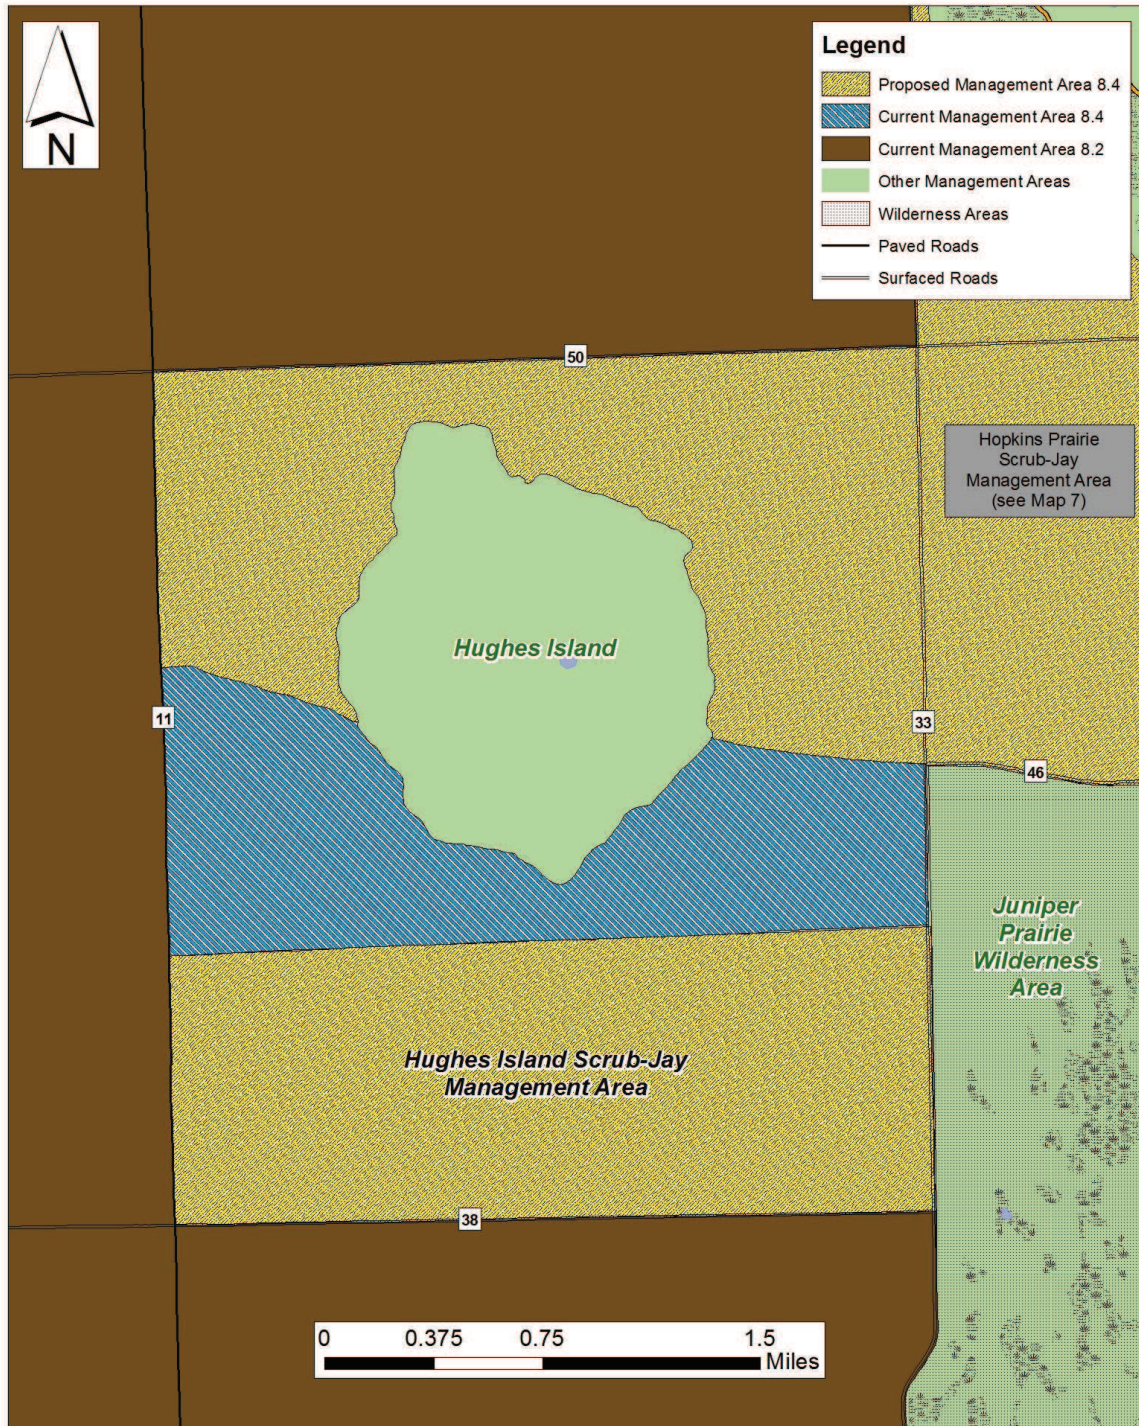 N
Legend
Proposed Management Area 8.4
Current Management Area 8.4
Current Management Area 8.2
Other Management Areas
Wilderness Areas
Paved Roads
Surfaced Roads
50
Hopkins Prairie
Scrub-Jay
Management Area
(see Map 7)
Hughes Island
11
33
46
Juniper
Prairie
Wilderness
Area
Hughes Island Scrub-Jay
Management Area
38
0 0.375 0.75 1.5
Miles